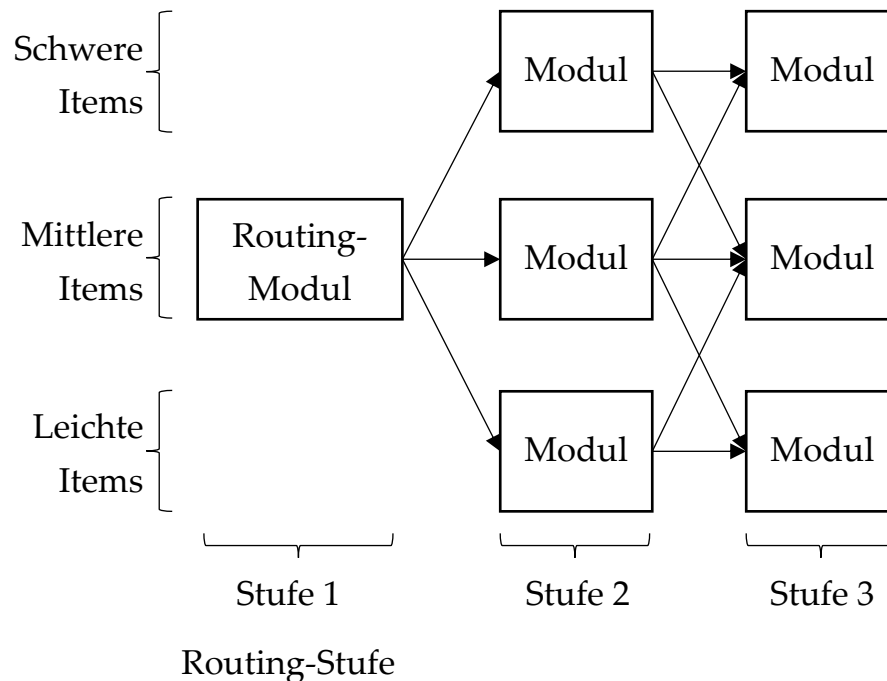 Schwere
Items
Modul
Modul
Mittlere
Items
Routing-
Modul
Modul
Modul
Leichte
Items
Modul
Modul
Stufe 1
Stufe 2
Stufe 3
Routing-Stufe